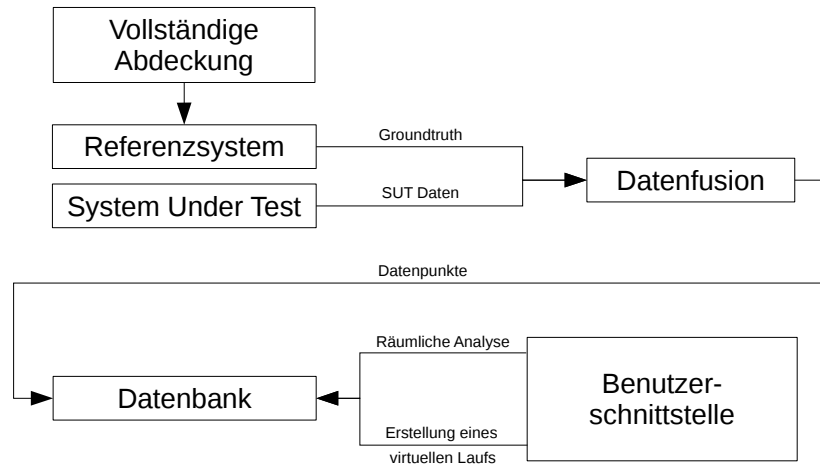 Vollständige
Abdeckung
Referenzsystem
Groundtruth
System Under Test
SUT Daten
Datenfusion
Datenpunkte
Datenbank
Räumliche Analyse
Erstellung eines
virtuellen Laufs
Benutzer-
schnittstelle